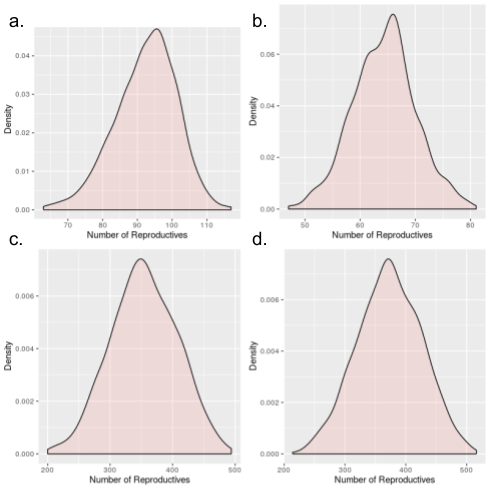 a.
Density
0.04
0.03
0.02
0.01
0.00
70 80 90 100 110
Number of Reproductives
b.
Density
0.06
0.04
0.02
0.00
50 60 70 80
Number of Reproductives
c.
Density
0.006
0.004
0.002
0.000
200 300 400 500
Number of Reproductives
d.
Density
0.006
0.004
0.002
0.000
200 300 400 500
Number of Reproductives